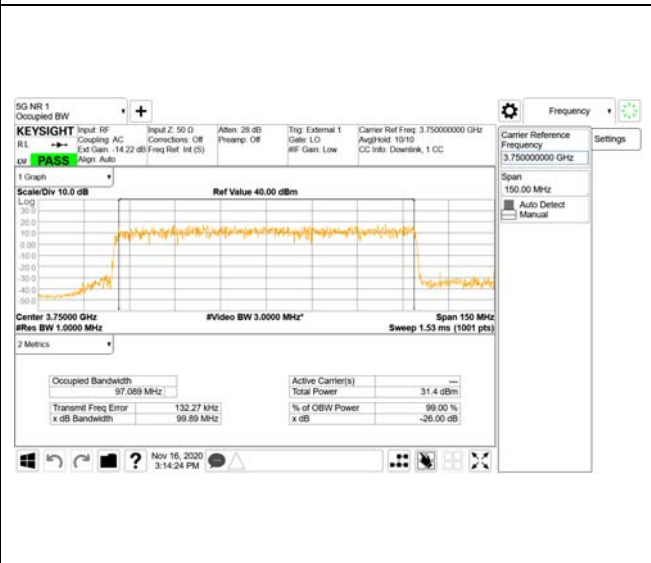 5G NR 1
Occupied BW
+
Frequency
KEYSIGHT Input: RF Input Z: 50 Ω Atten: 28 dB Trig: External 1 Carrier Ref Freq: 3.750000000 GHz
RL Coupling: AC Corrections: Off Preamp: Off Gate: LO Avg|Hold: 10/10
Ext Gain: -14.22 dB Freq Ref: Int (S) #IF Gain: Low CC Info: Downlink, 1 CC
PASS Align: Auto
Carrier Reference
Frequency
3.750000000 GHz
Settings
Span
150.00 MHz
Auto Detect
Manual
1 Graph
Scale/Div 10.0 dB Ref Value 40.00 dBm
Log
30.0
20.0
10.0
0.00
-10.0
-20.0
-30.0
-40.0
-50.0
Center 3.75000 GHz #Video BW 3.0000 MHz* Span 150 MHz
#Res BW 1.0000 MHz Sweep 1.53 ms (1001 pts)
2 Metrics
Occupied Bandwidth Active Carrier(s) ---
97.089 MHz Total Power 31.4 dBm
Transmit Freq Error 132.27 kHz % of OBW Power 99.00 %
x dB Bandwidth 99.89 MHz x dB -26.00 dB
? Nov 16, 2020
3:14:24 PM